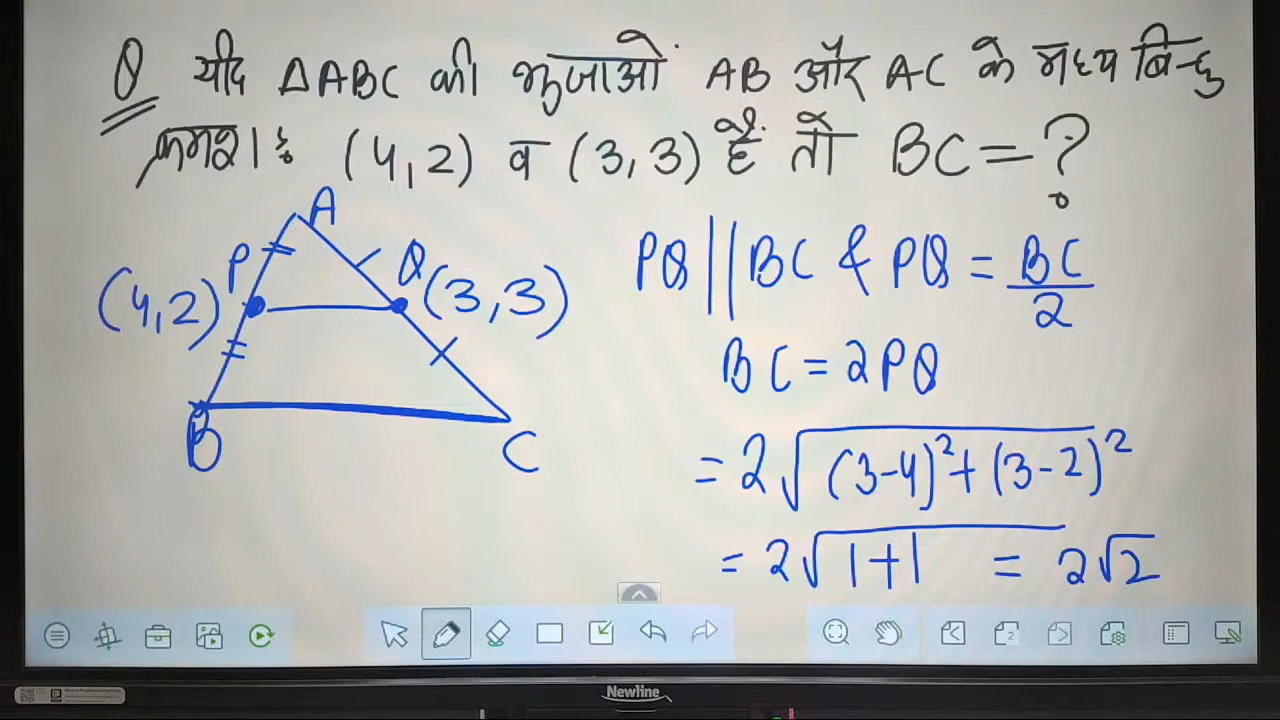 Q यदि ΔABC की भुजाओं AB और AC के मध्य बिन्दु
क्रमशः (4,2) व (3,3) है तो BC=?
A
P
Q
(4,2)
(3,3)
B
C
PQ||BC & PQ = BC/2
BC = 2PQ
= 2√(3-4)²+(3-2)²
= 2√1+1 = 2√2
2
Newline